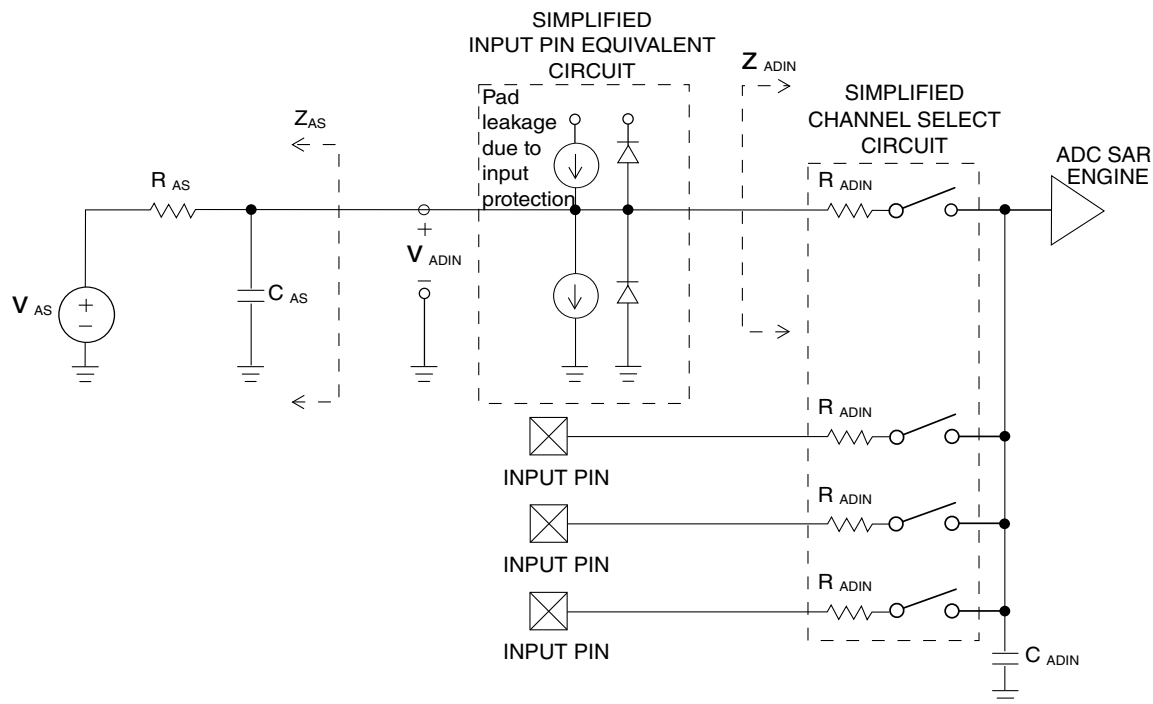 SIMPLIFIED
INPUT PIN EQUIVALENT
CIRCUIT
Pad
leakage
due to
input
protection
Z AS
R AS
V AS
+
−
C AS
+
V ADIN
−
Z ADIN
SIMPLIFIED
CHANNEL SELECT
CIRCUIT
R ADIN
ADC SAR
ENGINE
R ADIN
INPUT PIN
R ADIN
INPUT PIN
R ADIN
INPUT PIN
C ADIN